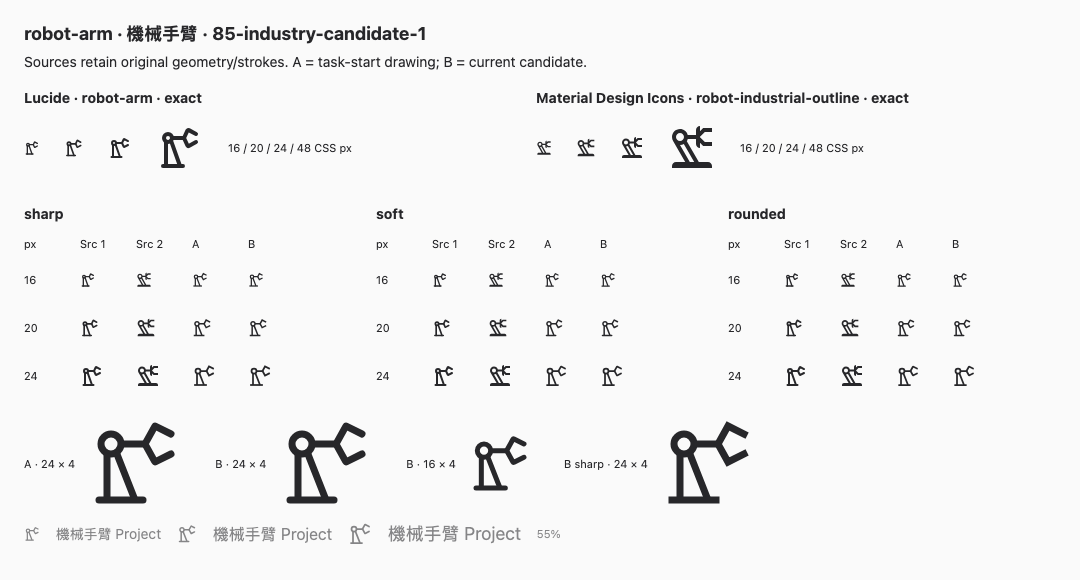 robot-arm · 機械手臂 · 85-industry-candidate-1
Sources retain original geometry/strokes. A = task-start drawing; B = current candidate.
Lucide · robot-arm · exact
Material Design Icons · robot-industrial-outline · exact
16 / 20 / 24 / 48 CSS px
16 / 20 / 24 / 48 CSS px
sharp
soft
rounded
px Src 1 Src 2 A B
px Src 1 Src 2 A B
px Src 1 Src 2 A B
16
16
16
20
20
20
24
24
24
A · 24 × 4
B · 24 × 4
B · 16 × 4
B sharp · 24 × 4
機械手臂 Project
機械手臂 Project
機械手臂 Project
55%